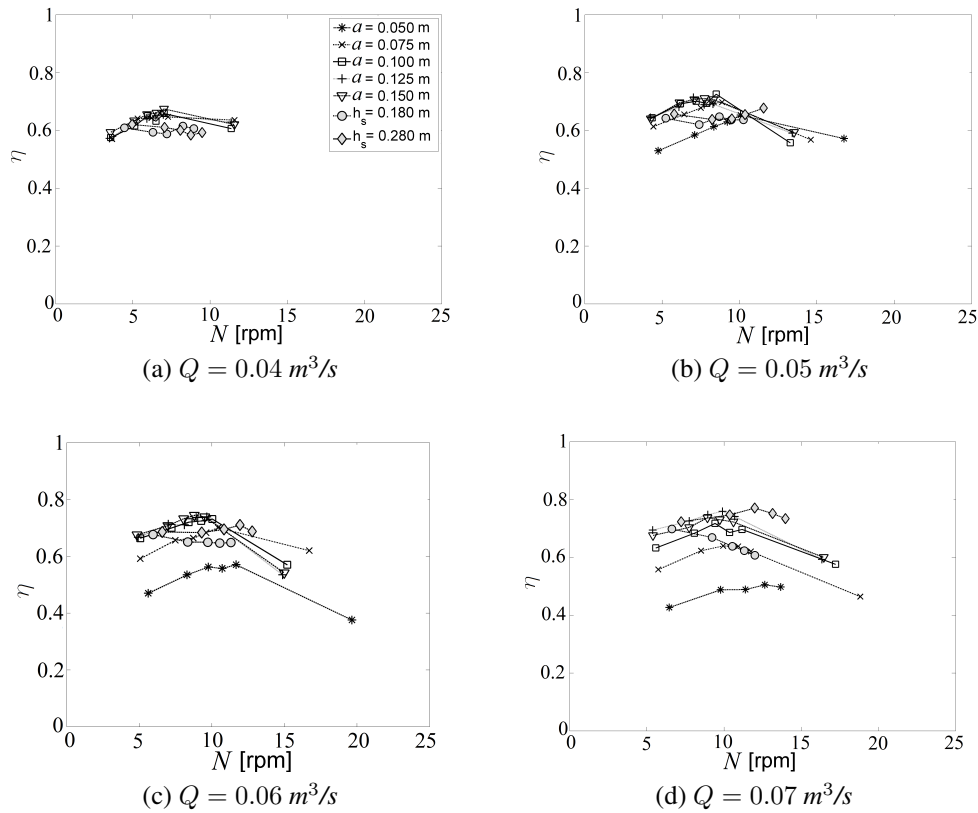 1
0.8
0.6
0.4
0.2
0
η
0 5 10 15 20 25
N [rpm]
a = 0.050 m
a = 0.075 m
a = 0.100 m
a = 0.125 m
a = 0.150 m
hs = 0.180 m
hs = 0.280 m
(a) Q = 0.04 m³/s
1
0.8
0.6
0.4
0.2
0
η
0 5 10 15 20 25
N [rpm]
(b) Q = 0.05 m³/s
1
0.8
0.6
0.4
0.2
0
η
0 5 10 15 20 25
N [rpm]
(c) Q = 0.06 m³/s
1
0.8
0.6
0.4
0.2
0
η
0 5 10 15 20 25
N [rpm]
(d) Q = 0.07 m³/s